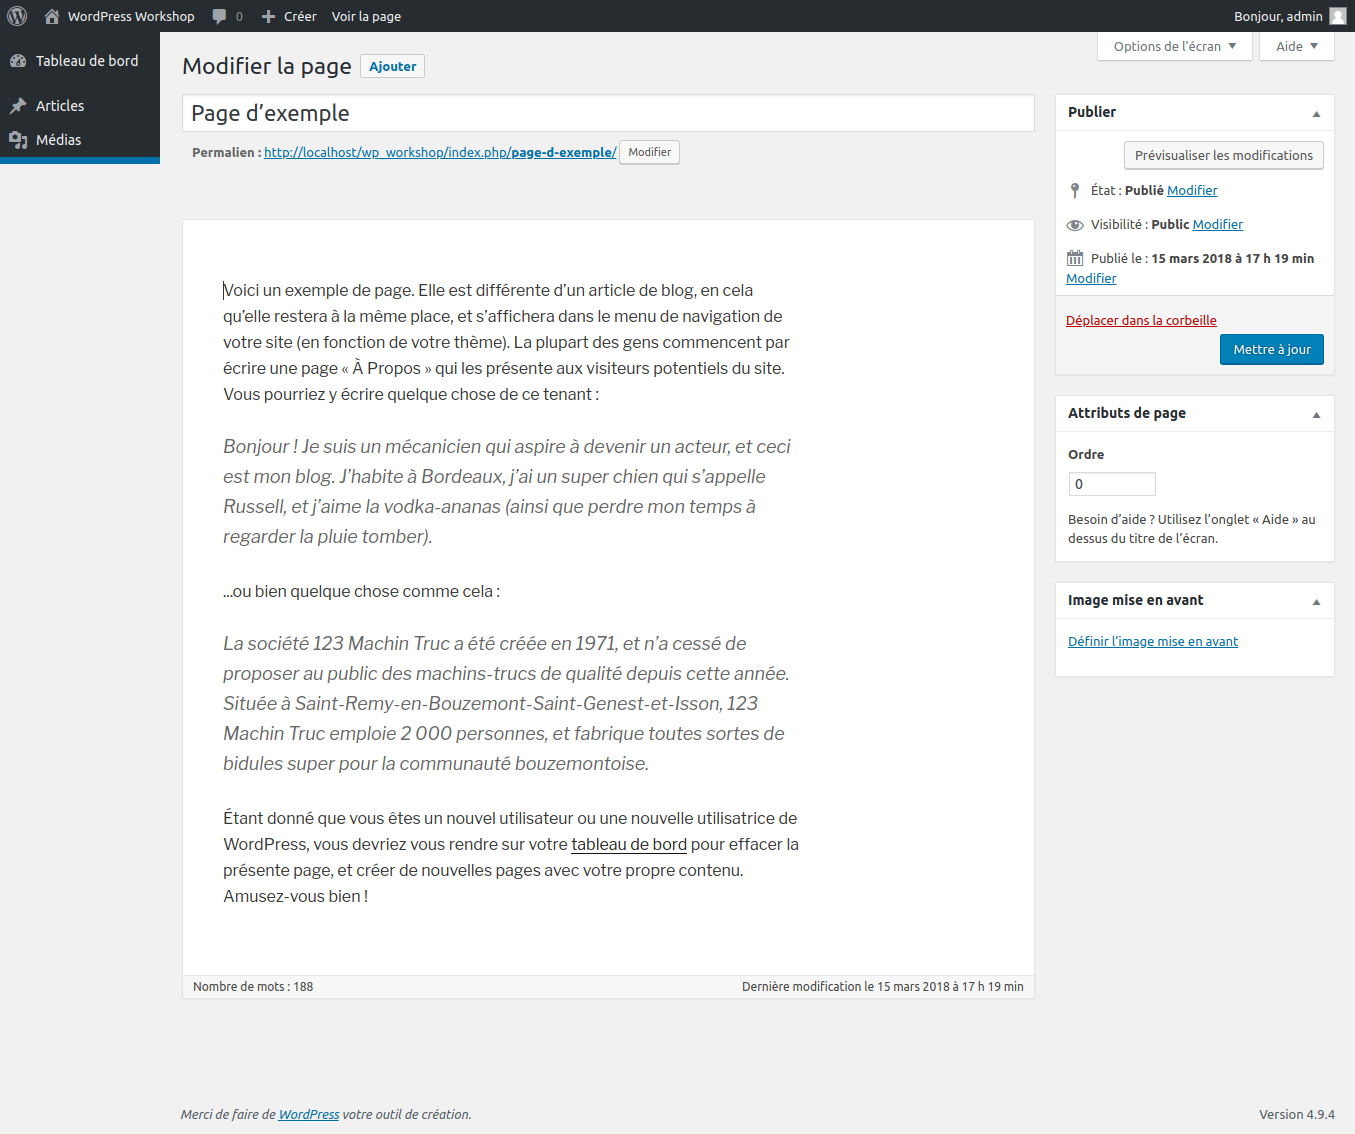 WordPress Workshop 0 Créer Voir la page Bonjour, admin
Tableau de bord
Articles
Médias
Options de l’écran Aide
Modifier la page Ajouter
Page d’exemple
Permalien : http://localhost/wp_workshop/index.php/page-d-exemple/ Modifier
Voici un exemple de page. Elle est différente d’un article de blog, en cela
qu’elle restera à la même place, et s’affichera dans le menu de navigation de
votre site (en fonction de votre thème). La plupart des gens commencent par
écrire une page « À Propos » qui les présente aux visiteurs potentiels du site.
Vous pourriez y écrire quelque chose de ce tenant :
Bonjour ! Je suis un mécanicien qui aspire à devenir un acteur, et ceci
est mon blog. J’habite à Bordeaux, j’ai un super chien qui s’appelle
Russell, et j’aime la vodka-ananas (ainsi que perdre mon temps à
regarder la pluie tomber).
...ou bien quelque chose comme cela :
La société 123 Machin Truc a été créée en 1971, et n’a cessé de
proposer au public des machins-trucs de qualité depuis cette année.
Située à Saint-Remy-en-Bouzemont-Saint-Genest-et-Isson, 123
Machin Truc emploie 2 000 personnes, et fabrique toutes sortes de
bidules super pour la communauté bouzemontoise.
Étant donné que vous êtes un nouvel utilisateur ou une nouvelle utilisatrice de
WordPress, vous devriez vous rendre sur votre tableau de bord pour effacer la
présente page, et créer de nouvelles pages avec votre propre contenu.
Amusez-vous bien !
Nombre de mots : 188 Dernière modification le 15 mars 2018 à 17 h 19 min
Publier
Prévisualiser les modifications
État : Publié Modifier
Visibilité : Public Modifier
Publié le : 15 mars 2018 à 17 h 19 min
Modifier
Déplacer dans la corbeille
Mettre à jour
Attributs de page
Ordre
0
Besoin d’aide ? Utilisez l’onglet « Aide » au
dessus du titre de l’écran.
Image mise en avant
Définir l’image mise en avant
Merci de faire de WordPress votre outil de création. Version 4.9.4